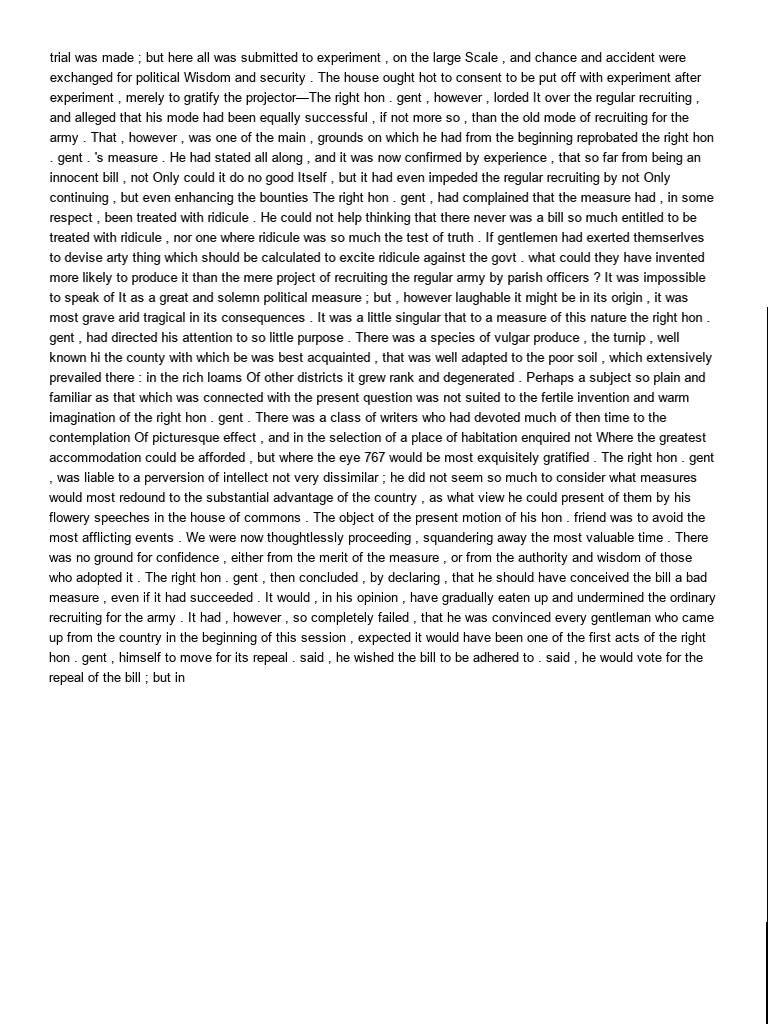 trial was made ; but here all was submitted to experiment , on the large Scale , and chance and accident were
exchanged for political Wisdom and security . The house ought hot to consent to be put off with experiment after
experiment , merely to gratify the projector—The right hon . gent , however , lorded It over the regular recruiting ,
and alleged that his mode had been equally successful , if not more so , than the old mode of recruiting for the
army . That , however , was one of the main , grounds on which he had from the beginning reprobated the right hon
. gent . 's measure . He had stated all along , and it was now confirmed by experience , that so far from being an
innocent bill , not Only could it do no good Itself , but it had even impeded the regular recruiting by not Only
continuing , but even enhancing the bounties The right hon . gent , had complained that the measure had , in some
respect , been treated with ridicule . He could not help thinking that there never was a bill so much entitled to be
treated with ridicule , nor one where ridicule was so much the test of truth . If gentlemen had exerted themserlves
to devise arty thing which should be calculated to excite ridicule against the govt . what could they have invented
more likely to produce it than the mere project of recruiting the regular army by parish officers ? It was impossible
to speak of It as a great and solemn political measure ; but , however laughable it might be in its origin , it was
most grave arid tragical in its consequences . It was a little singular that to a measure of this nature the right hon .
gent , had directed his attention to so little purpose . There was a species of vulgar produce , the turnip , well
known hi the county with which be was best acquainted , that was well adapted to the poor soil , which extensively
prevailed there : in the rich loams Of other districts it grew rank and degenerated . Perhaps a subject so plain and
familiar as that which was connected with the present question was not suited to the fertile invention and warm
imagination of the right hon . gent . There was a class of writers who had devoted much of then time to the
contemplation Of picturesque effect , and in the selection of a place of habitation enquired not Where the greatest
accommodation could be afforded , but where the eye 767 would be most exquisitely gratified . The right hon . gent
, was liable to a perversion of intellect not very dissimilar ; he did not seem so much to consider what measures
would most redound to the substantial advantage of the country , as what view he could present of them by his
flowery speeches in the house of commons . The object of the present motion of his hon . friend was to avoid the
most afflicting events . We were now thoughtlessly proceeding , squandering away the most valuable time . There
was no ground for confidence , either from the merit of the measure , or from the authority and wisdom of those
who adopted it . The right hon . gent , then concluded , by declaring , that he should have conceived the bill a bad
measure , even if it had succeeded . It would , in his opinion , have gradually eaten up and undermined the ordinary
recruiting for the army . It had , however , so completely failed , that he was convinced every gentleman who came
up from the country in the beginning of this session , expected it would have been one of the first acts of the right
hon . gent , himself to move for its repeal . said , he wished the bill to be adhered to . said , he would vote for the
repeal of the bill ; but in